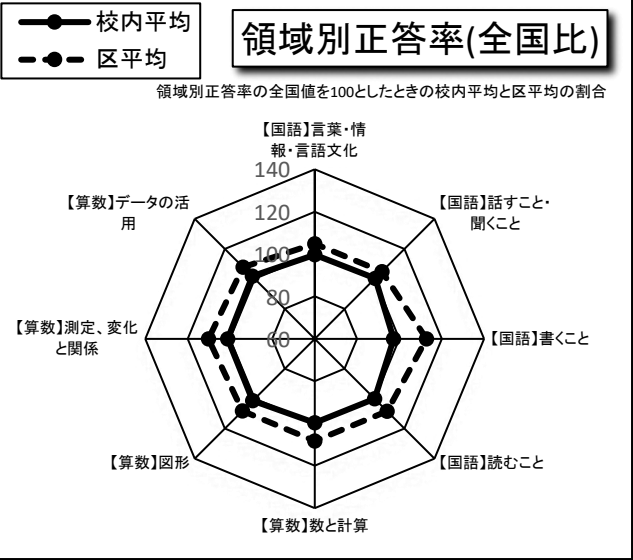 校内平均
区平均
領域別正答率(全国比)
領域別正答率の全国値を100としたときの校内平均と区平均の割合
【国語】言葉・情
報・言語文化
【国語】話すこと・
聞くこと
【国語】書くこと
【国語】読むこと
【算数】数と計算
【算数】図形
【算数】測定、変化
と関係
【算数】データの活
用
140
120
100
80
60